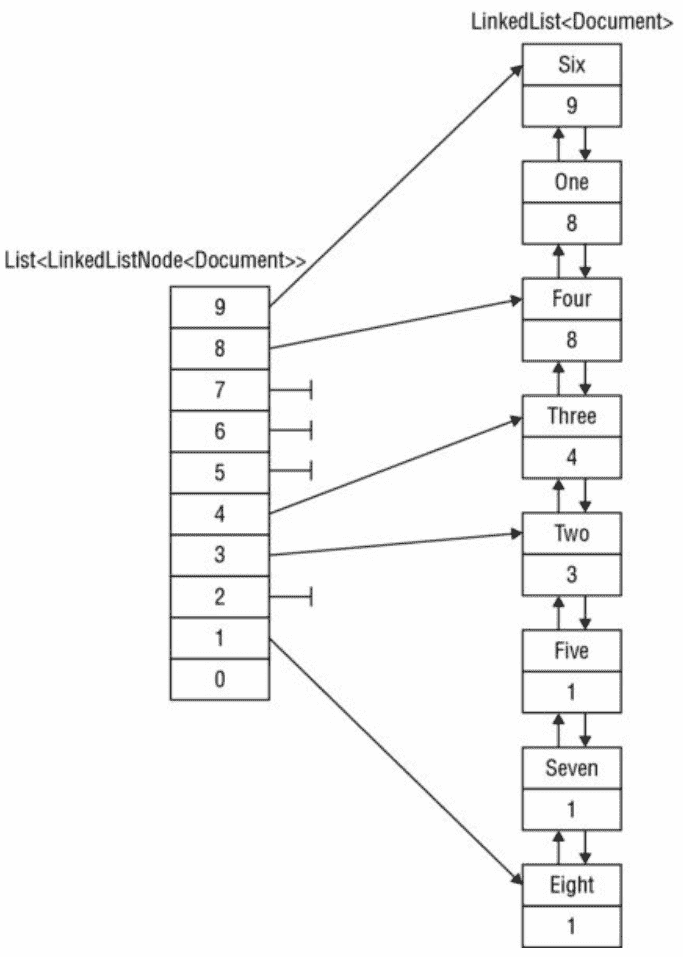 LinkedList<Document>
Six
9
One
8
Four
8
Three
4
Two
3
Five
1
Seven
1
Eight
1
List<LinkedListNode<Document>>
9
8
7
6
5
4
3
2
1
0